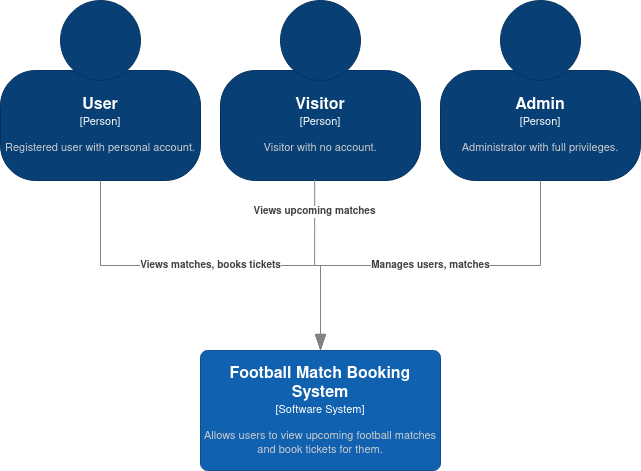 User
[Person]
Registered user with personal account.
Visitor
[Person]
Visitor with no account.
Admin
[Person]
Administrator with full privileges.
Views upcoming matches
Views matches, books tickets
Manages users, matches
Football Match Booking
System
[Software System]
Allows users to view upcoming football matches
and book tickets for them.